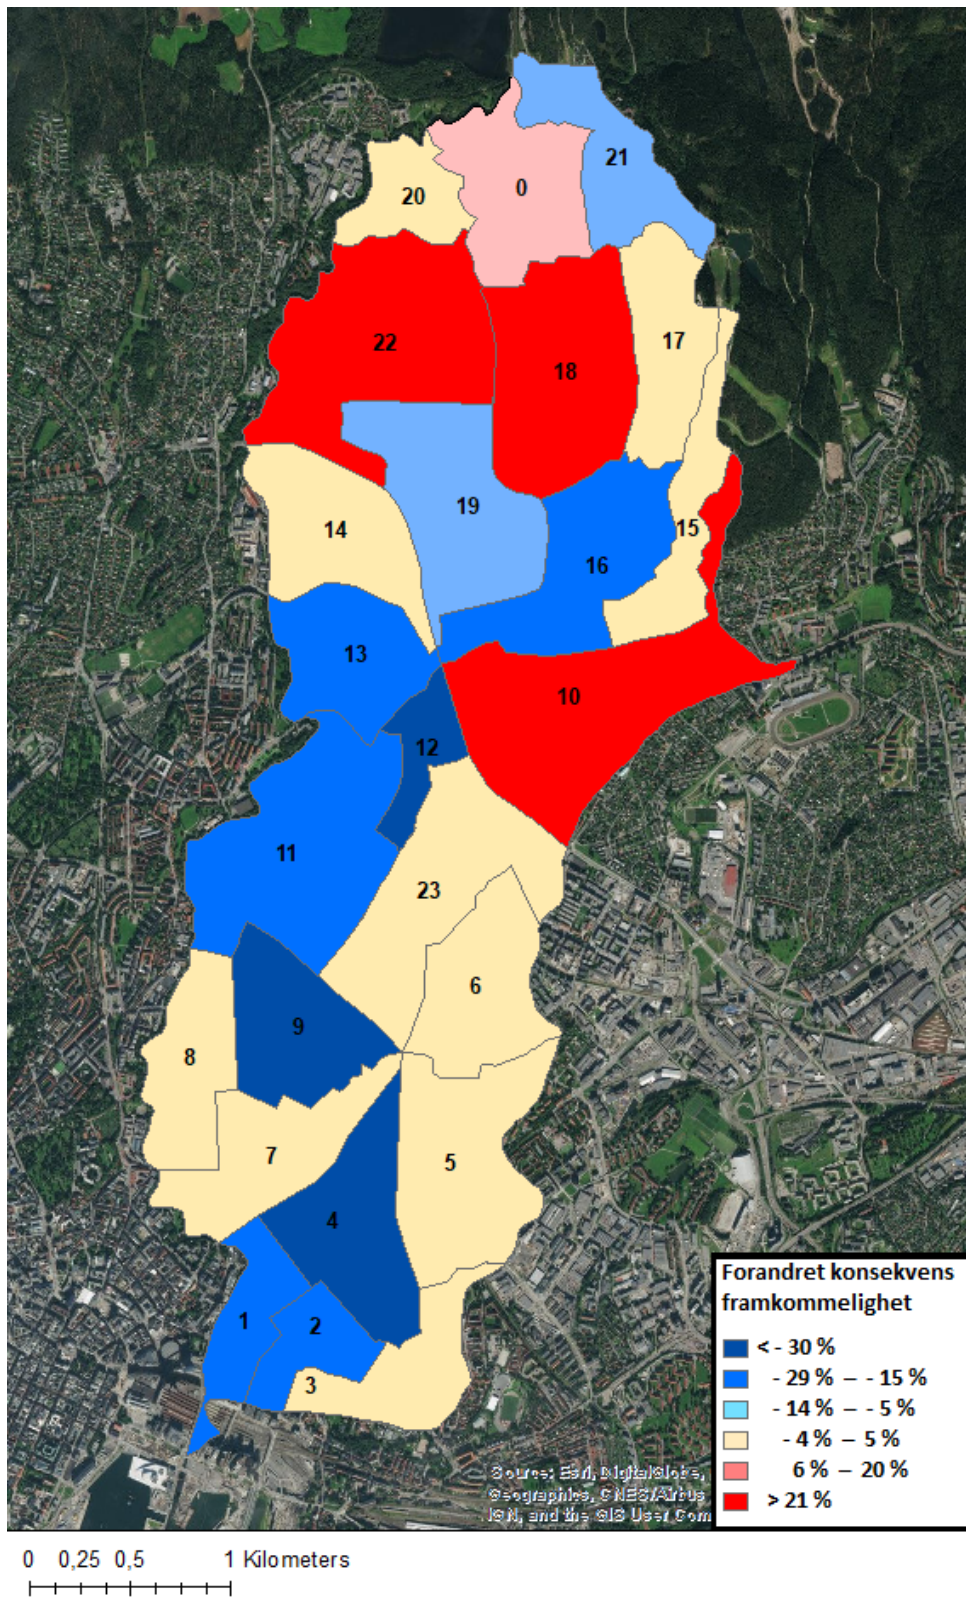 21
20
0
17
22
18
19
14
15
16
13
10
12
11
23
6
9
8
7
5
4
1
2
3
Forandret konsekvens
framkommelighet
< - 30 %
- 29 % – - 15 %
- 14 % – - 5 %
- 4 % – 5 %
6 % – 20 %
> 21 %
Source: Esri, DigitalGlobe,
Geographics, CNES/Airbus
IGN, and the GIS User Com
0 0,25 0,5 1 Kilometers